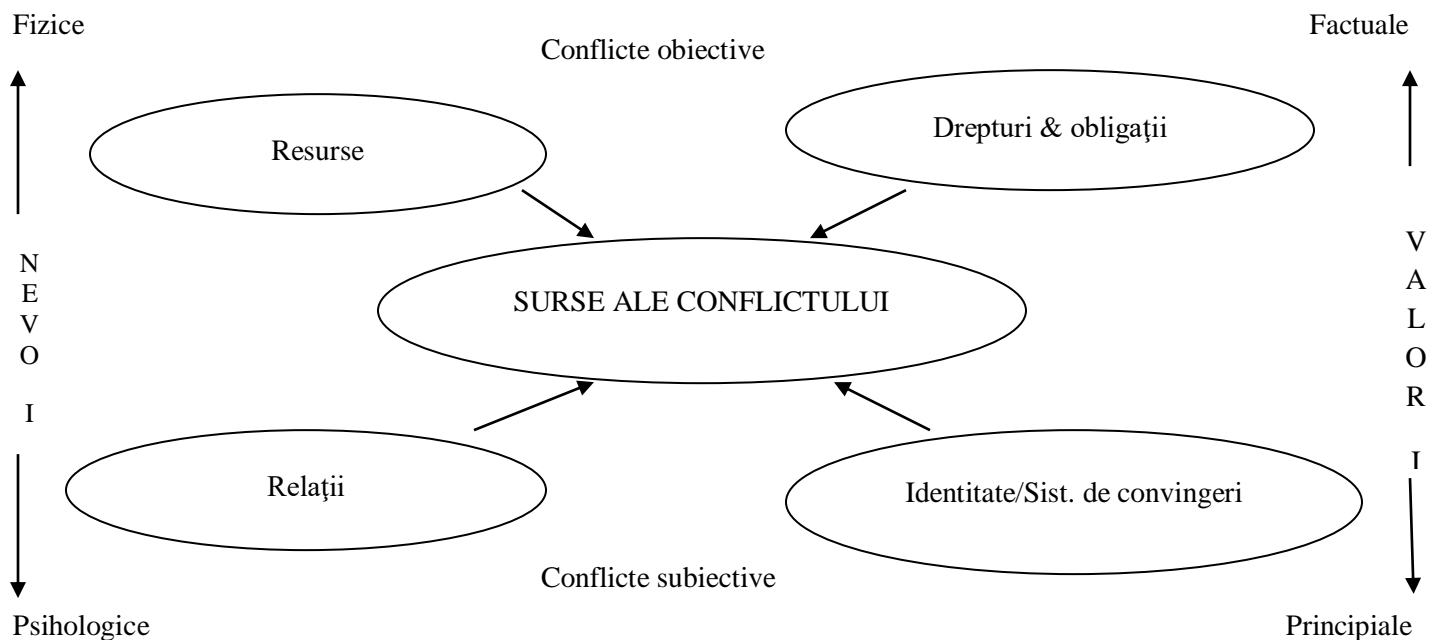 Fizice
Factuale
Conflicte obiective
Drepturi & obligaţii
Resurse
N
E
V
O
I
V
A
L
O
R
I
SURSE ALE CONFLICTULUI
Relaţii
Identitate/Sist. de convingeri
Conflicte subiective
Psihologice
Principiale